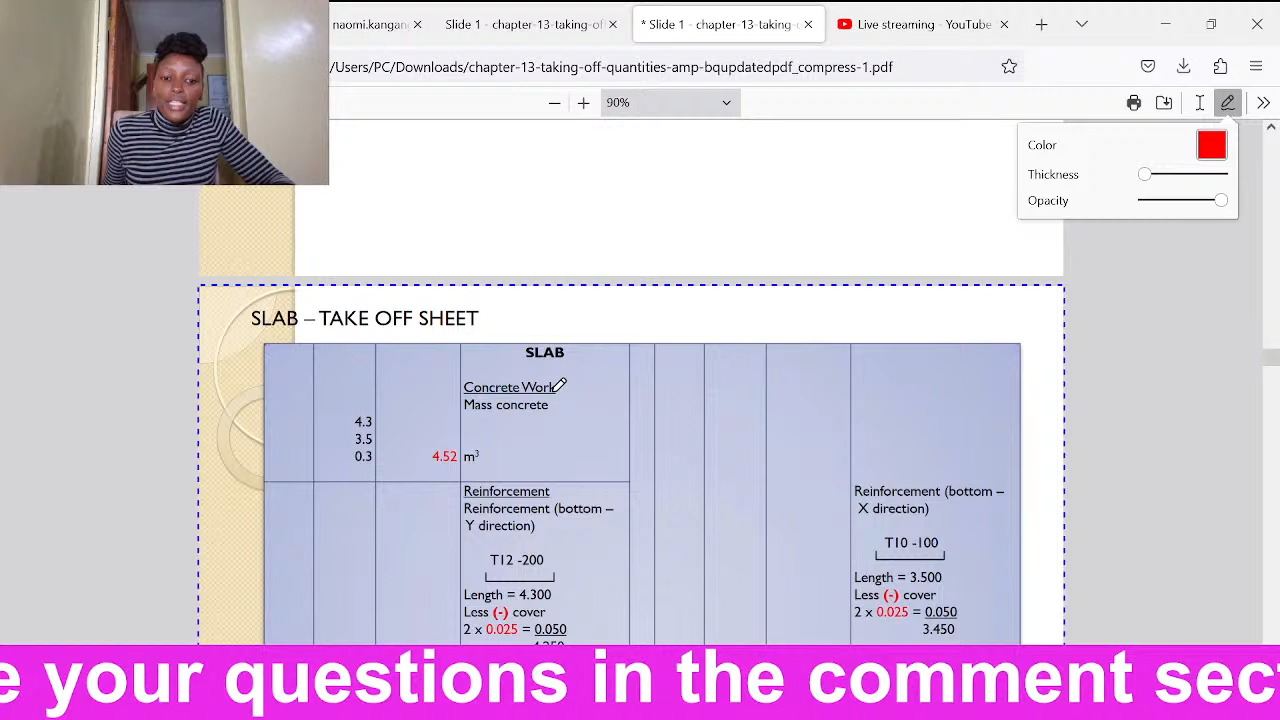 naomi.kangan
Slide 1 - chapter-13-taking-of
* Slide 1 - chapter-13-taking-
Live streaming - YouTube
/Users/PC/Downloads/chapter-13-taking-off-quantities-amp-bqupdatedpdf_compress-1.pdf
90%
Color
Thickness
Opacity
SLAB – TAKE OFF SHEET
SLAB
Concrete Work
Mass concrete
4.3
3.5
0.3 4.52 m³
Reinforcement
Reinforcement (bottom –
Y direction)
T12 -200
Length = 4.300
Less (-) cover
2 x 0.025 = 0.050
Reinforcement (bottom –
X direction)
T10 -100
Length = 3.500
Less (-) cover
2 x 0.025 = 0.050
3.450
e your questions in the comment sec